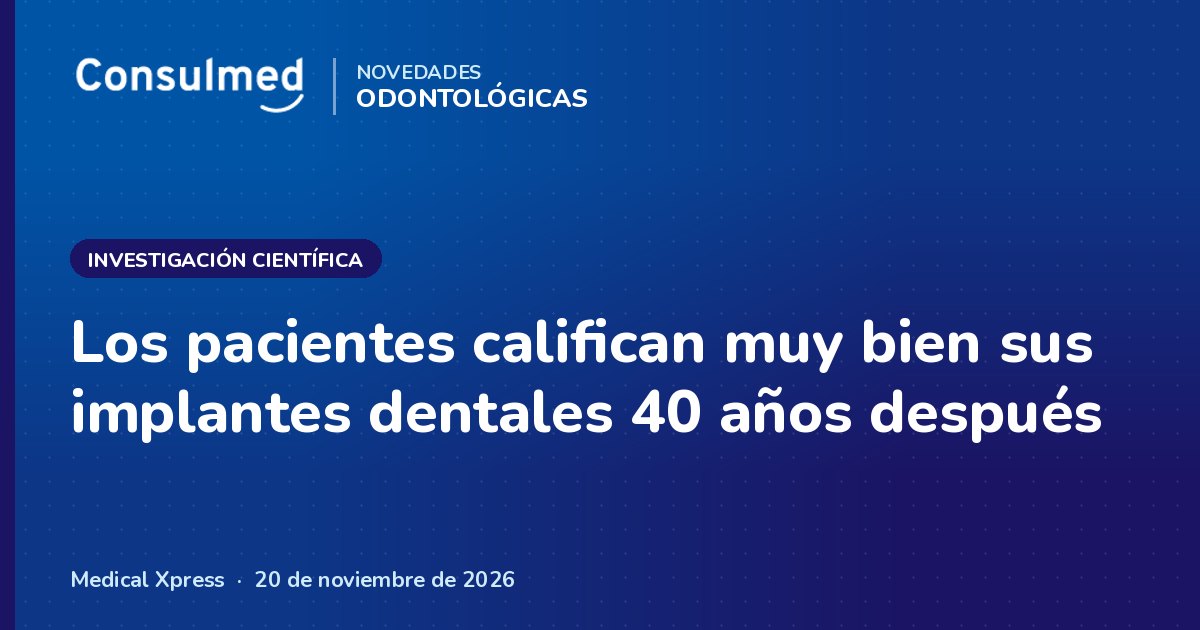 Consulmed
NOVEDADES
ODONTOLÓGICAS
INVESTIGACIÓN CIENTÍFICA
Los pacientes califican muy bien sus
implantes dentales 40 años después
Medical Xpress · 20 de noviembre de 2026